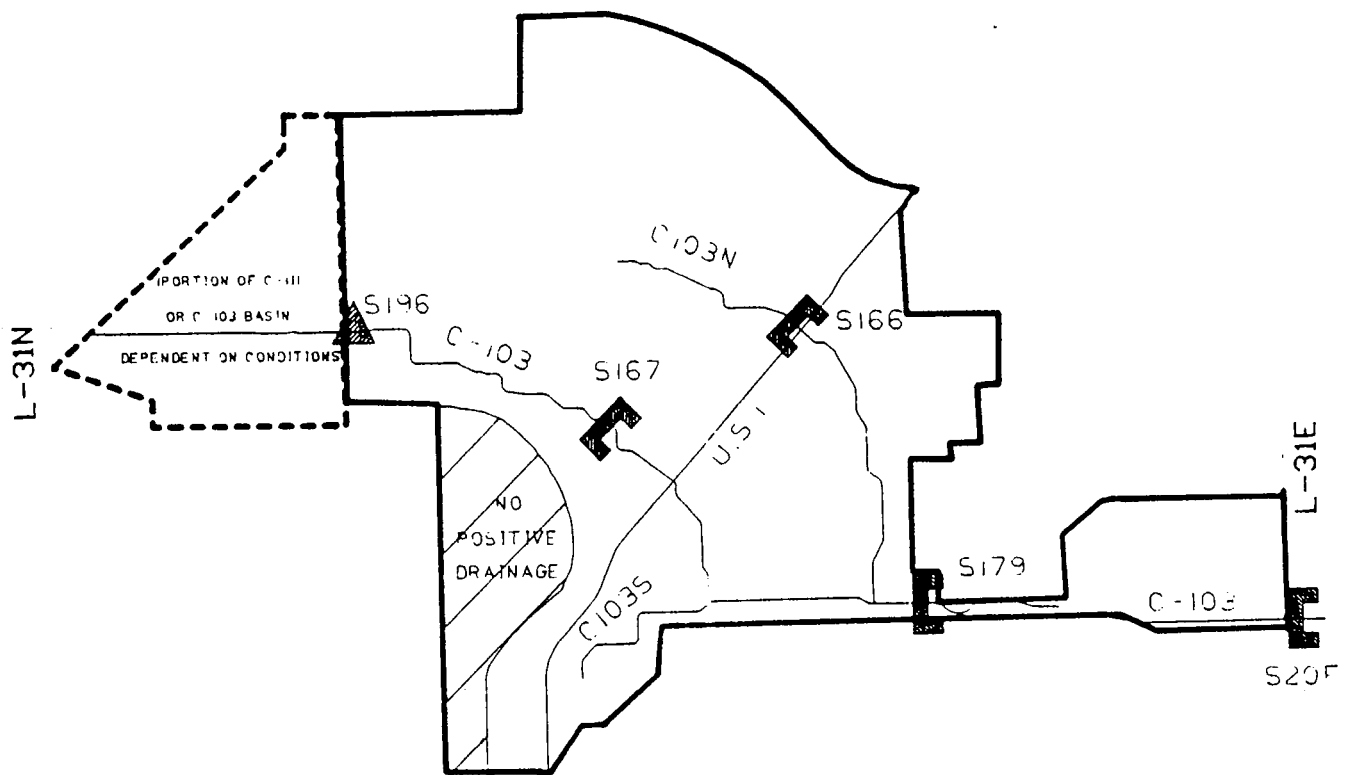 C103N
(PORTION OF C-111
OR C-103 BASIN
DEPENDENT ON CONDITIONS)
S196
S166
L-31N
C-103
S167
U.S 1
L-31E
NO
POSITIVE
DRAINAGE
S179
C103S
C-103
S20F